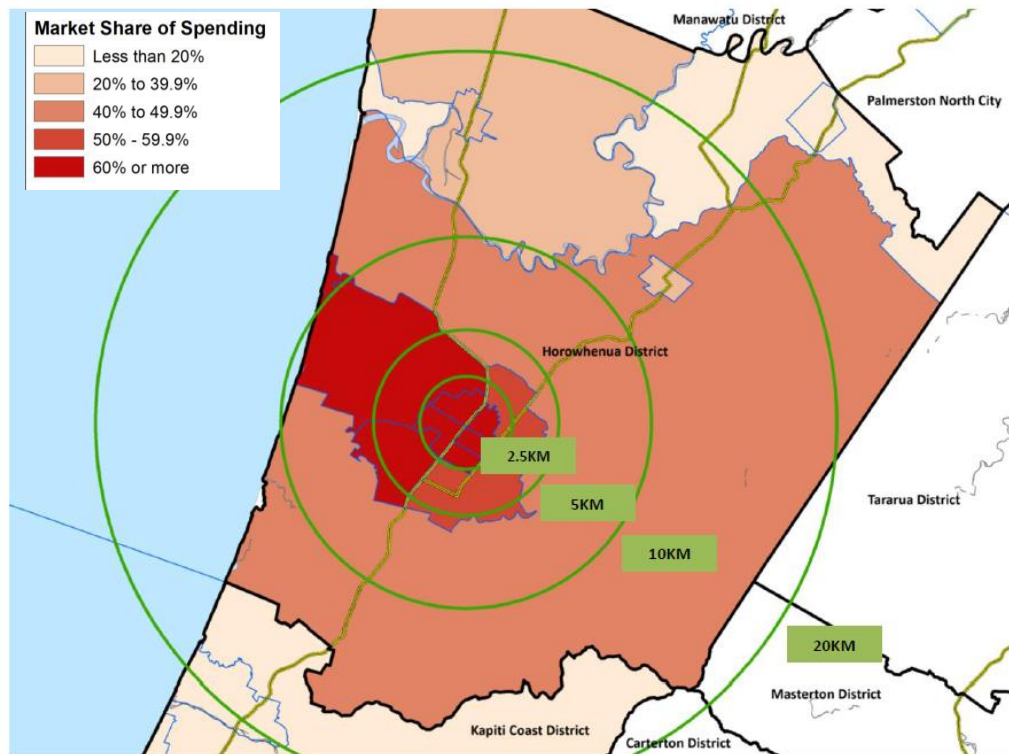 Market Share of Spending
Less than 20%
20% to 39.9%
40% to 49.9%
50% - 59.9%
60% or more
Manawatu District
Palmerston North City
Horowhenua District
2.5KM
5KM
Tararua District
10KM
20KM
Masterton District
Kapiti Coast District
Carterton District